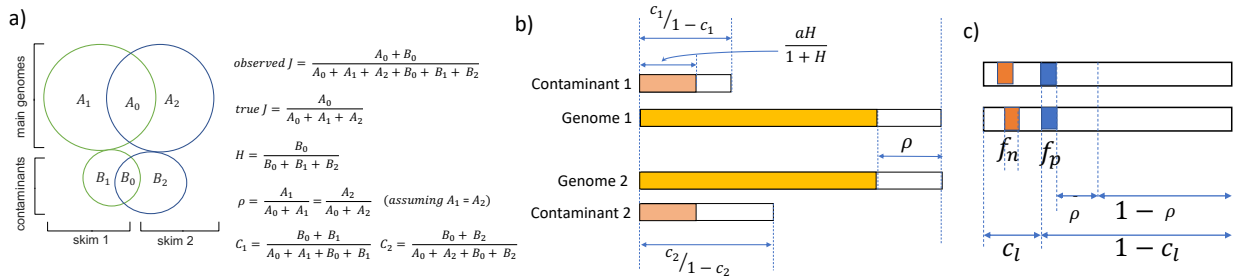 a)
main genomes
contaminants
A₁ A₀ A₂
B₁ B₀ B₂
skim 1 skim 2
observed J = (A₀ + B₀) / (A₀ + A₁ + A₂ + B₀ + B₁ + B₂)
true J = A₀ / (A₀ + A₁ + A₂)
H = B₀ / (B₀ + B₁ + B₂)
ρ = A₁ / (A₀ + A₁) = A₂ / (A₀ + A₂) (assuming A₁ = A₂)
C₁ = (B₀ + B₁) / (A₀ + A₁ + B₀ + B₁) C₂ = (B₀ + B₂) / (A₀ + A₂ + B₀ + B₂)
b)
c₁/1 − c₁
aH / 1 + H
Contaminant 1
Genome 1
ρ
Genome 2
Contaminant 2
c₂/1 − c₂
c)
fₙ fₚ
ρ 1 − ρ
c_l 1 − c_l